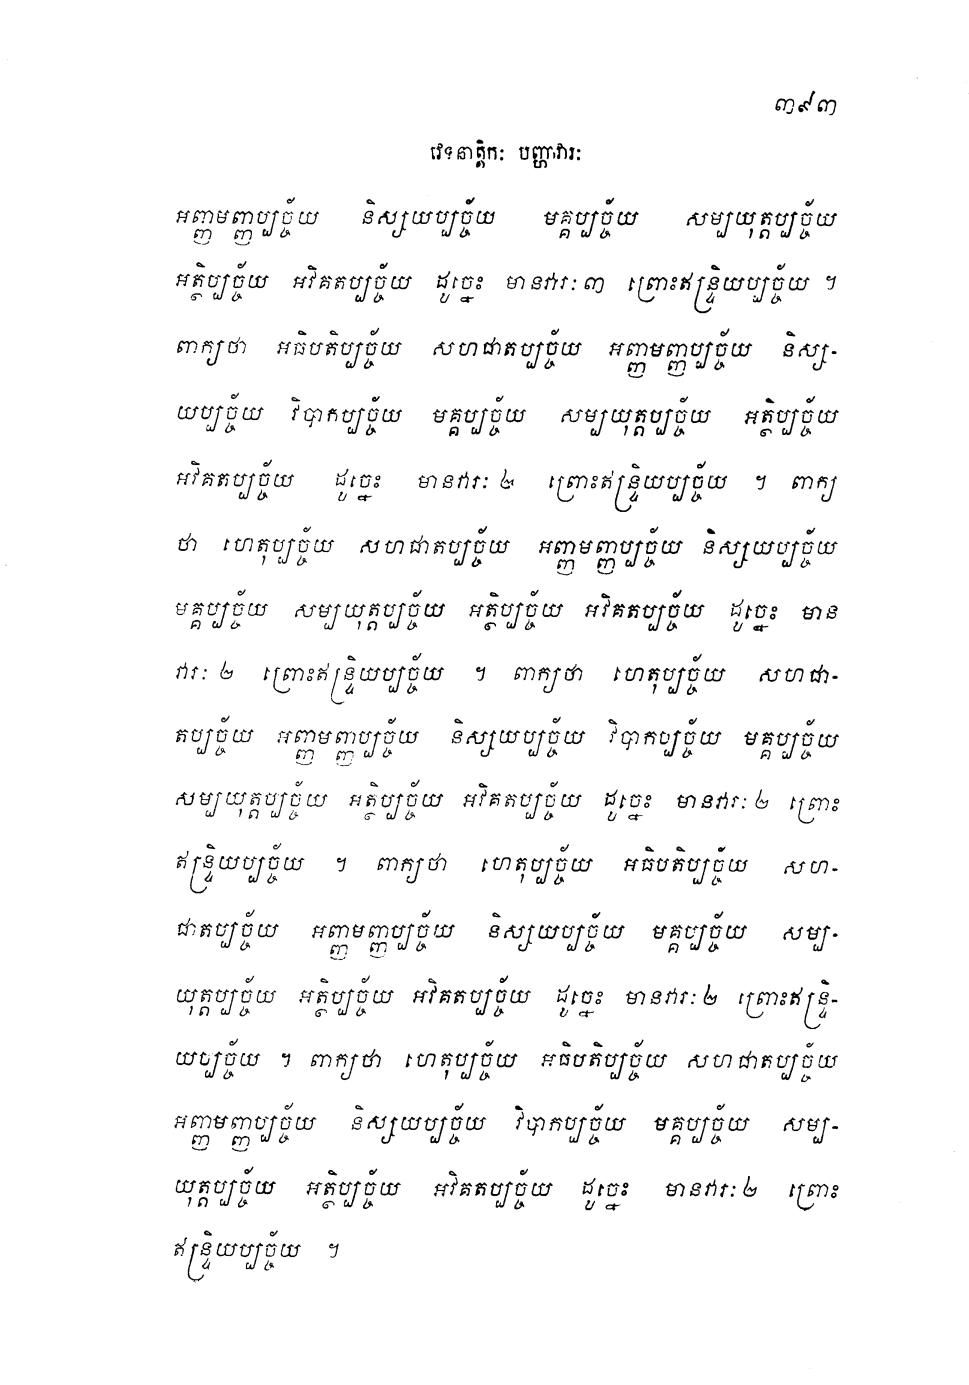 ៣៩៣
វេទនាត្តិកៈ បញ្ហាវារៈ
អញ្ញមញ្ញប្បច្ច័យ និស្សយប្បច្ច័យ មគ្គប្បច្ច័យ សម្បយុត្តប្បច្ច័យ
អត្ថិប្បច្ច័យ អវិគតប្បច្ច័យ ដូច្នេះ មានវារៈ ៣ ព្រោះឥន្ទ្រិយប្បច្ច័យ ។
ពាក្យថា អធិបតិប្បច្ច័យ សហជាតប្បច្ច័យ អញ្ញមញ្ញប្បច្ច័យ និស្ស-
យប្បច្ច័យ វិបាកប្បច្ច័យ មគ្គប្បច្ច័យ សម្បយុត្តប្បច្ច័យ អត្ថិប្បច្ច័យ
អវិគតប្បច្ច័យ ដូច្នេះ មានវារៈ ២ ព្រោះឥន្ទ្រិយប្បច្ច័យ ។ ពាក្យ
ថា ហេតុប្បច្ច័យ សហជាតប្បច្ច័យ អញ្ញមញ្ញប្បច្ច័យ និស្សយប្បច្ច័យ
មគ្គប្បច្ច័យ សម្បយុត្តប្បច្ច័យ អត្ថិប្បច្ច័យ អវិគតប្បច្ច័យ ដូច្នេះ មាន
វារៈ ២ ព្រោះឥន្ទ្រិយប្បច្ច័យ ។ ពាក្យថា ហេតុប្បច្ច័យ សហជា-
តប្បច្ច័យ អញ្ញមញ្ញប្បច្ច័យ និស្សយប្បច្ច័យ វិបាកប្បច្ច័យ មគ្គប្បច្ច័យ
សម្បយុត្តប្បច្ច័យ អត្ថិប្បច្ច័យ អវិគតប្បច្ច័យ ដូច្នេះ មានវារៈ ២ ព្រោះ
ឥន្ទ្រិយប្បច្ច័យ ។ ពាក្យថា ហេតុប្បច្ច័យ អធិបតិប្បច្ច័យ សហ-
ជាតប្បច្ច័យ អញ្ញមញ្ញប្បច្ច័យ និស្សយប្បច្ច័យ មគ្គប្បច្ច័យ សម្ប-
យុត្តប្បច្ច័យ អត្ថិប្បច្ច័យ អវិគតប្បច្ច័យ ដូច្នេះ មានវារៈ ២ ព្រោះឥន្ទ្រិ-
យប្បច្ច័យ ។ ពាក្យថា ហេតុប្បច្ច័យ អធិបតិប្បច្ច័យ សហជាតប្បច្ច័យ
អញ្ញមញ្ញប្បច្ច័យ និស្សយប្បច្ច័យ វិបាកប្បច្ច័យ មគ្គប្បច្ច័យ សម្ប-
យុត្តប្បច្ច័យ អត្ថិប្បច្ច័យ អវិគតប្បច្ច័យ ដូច្នេះ មានវារៈ ២ ព្រោះ
ឥន្ទ្រិយប្បច្ច័យ ។